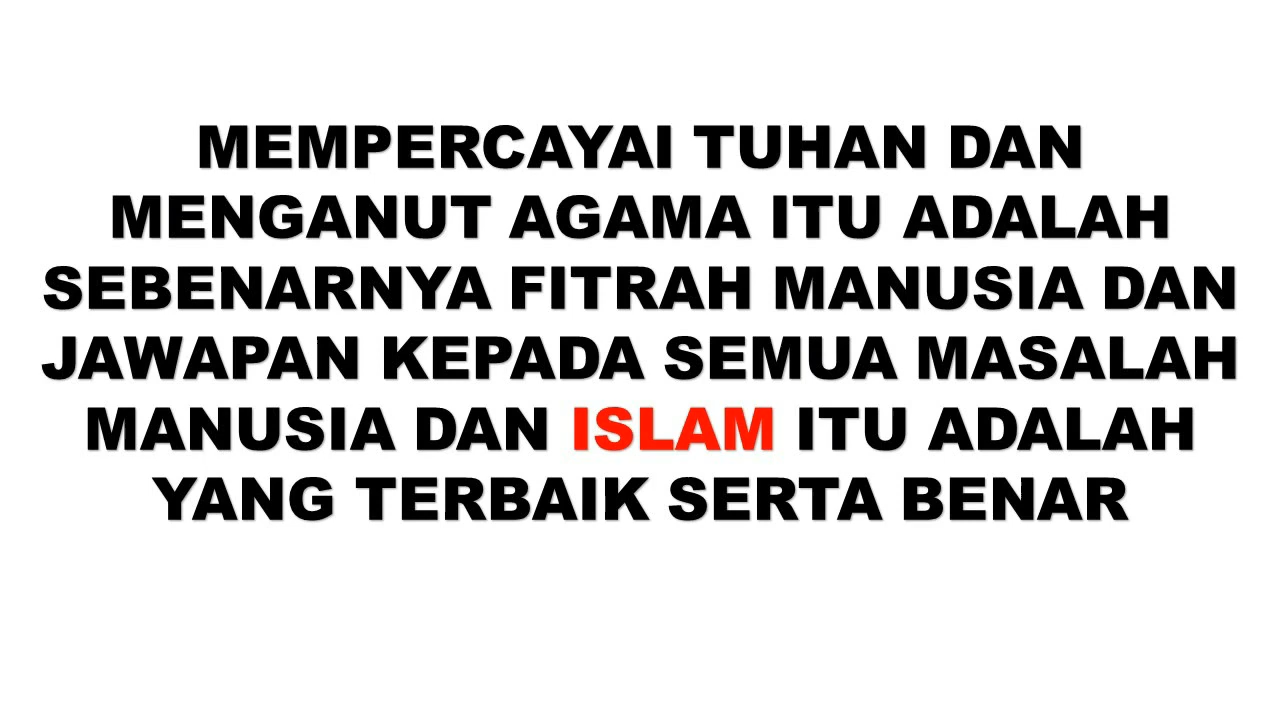 MEMPERCAYAI TUHAN DAN
MENGANUT AGAMA ITU ADALAH
SEBENARNYA FITRAH MANUSIA DAN
JAWAPAN KEPADA SEMUA MASALAH
MANUSIA DAN ISLAM ITU ADALAH
YANG TERBAIK SERTA BENAR